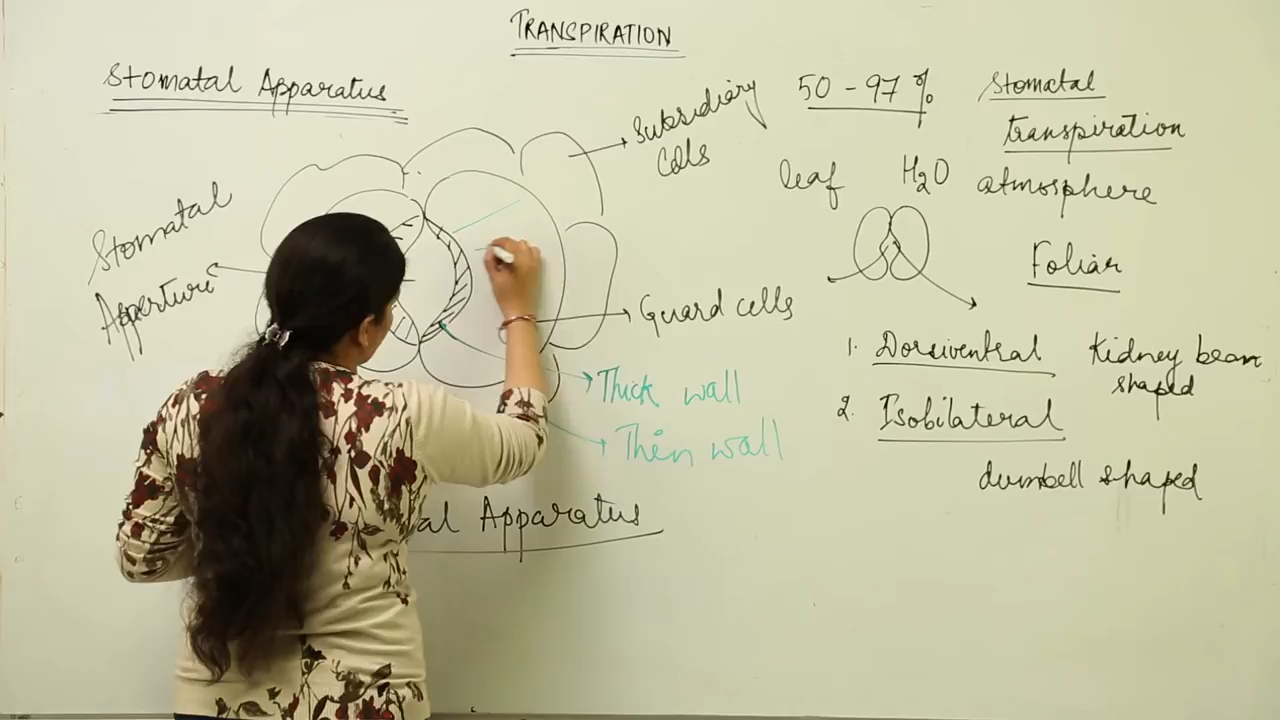 TRANSPIRATION
Stomatal Apparatus
Subsidiary
Cells
Stomatal
Aperture
Guard cells
Thick wall
Thin wall
al Apparatus
50 - 97 % Stomatal
transpiration
leaf H2O atmosphere
Foliar
1. Dorsiventral Kidney bean
shaped
2. Isobilateral
dumbell shaped